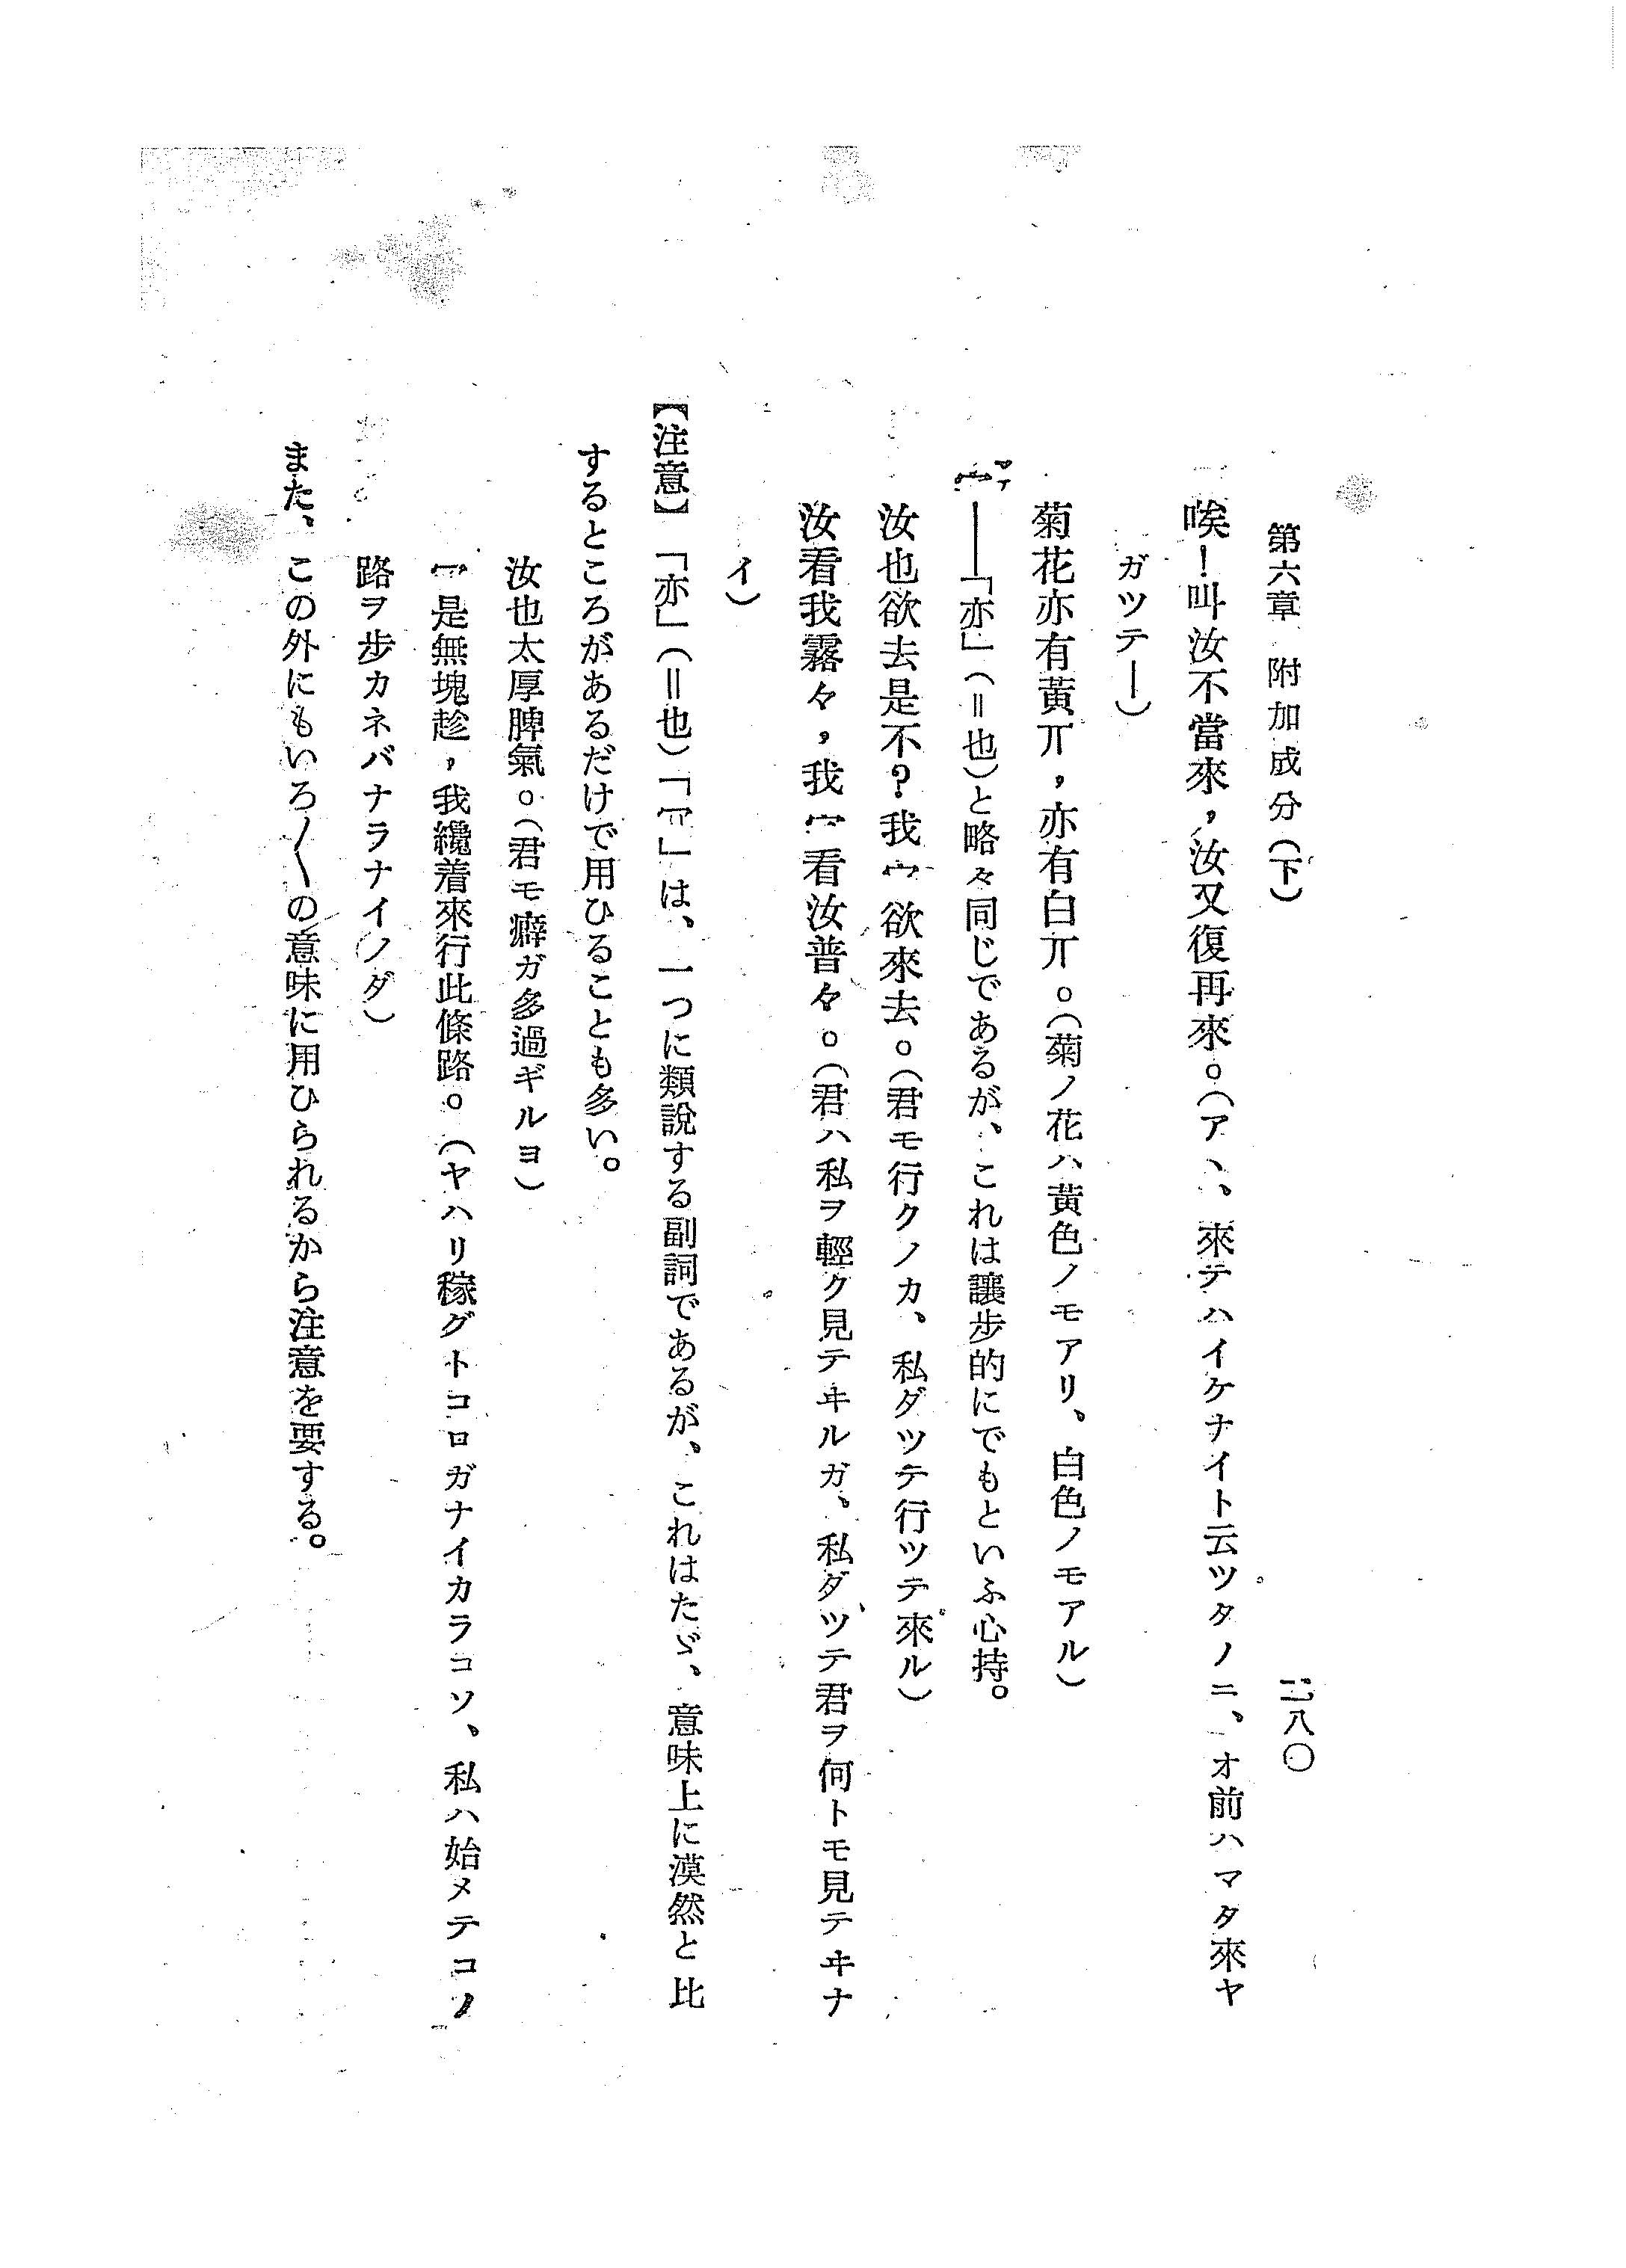 第六章 附加成分(下)
二八〇
唉!叫汝不當來，汝又復再來。(アヽ、來テハイケナイト云ツタノニ、オ前ハマタ來ヤ
ガツテー)
菊花亦有黃丌，亦有白丌。(菊ノ花ハ黃色ノモアリ、白色ノモアル)
――「亦」(＝也)と略々同じであるが、これは讓步的にでもといふ心持。
汝也欲去是不?我 欲來去。(君モ行クノカ、私ダツテ行ツテ來ル)
汝看我霧々，我 看汝普々。(君ハ私ヲ輕ク見テヰルガ、私ダツテ君ヲ何トモ見テヰナ
イ)
【注意】「亦」(＝也)「 」は、一つに類說する副詞であるが、これはたゞ、意味上に漠然と比
するところがあるだけで用ひることも多い。
汝也太厚脾氣。(君モ癖ガ多過ギルヨ)
是無塊趁，我纔着來行此條路。(ヤハリ稼グトコロガナイカラコソ、私ハ始メテコノ
路ヲ步カネバナラナイノダ)
また、この外にもいろ〳〵の意味に用ひられるから注意を要する。